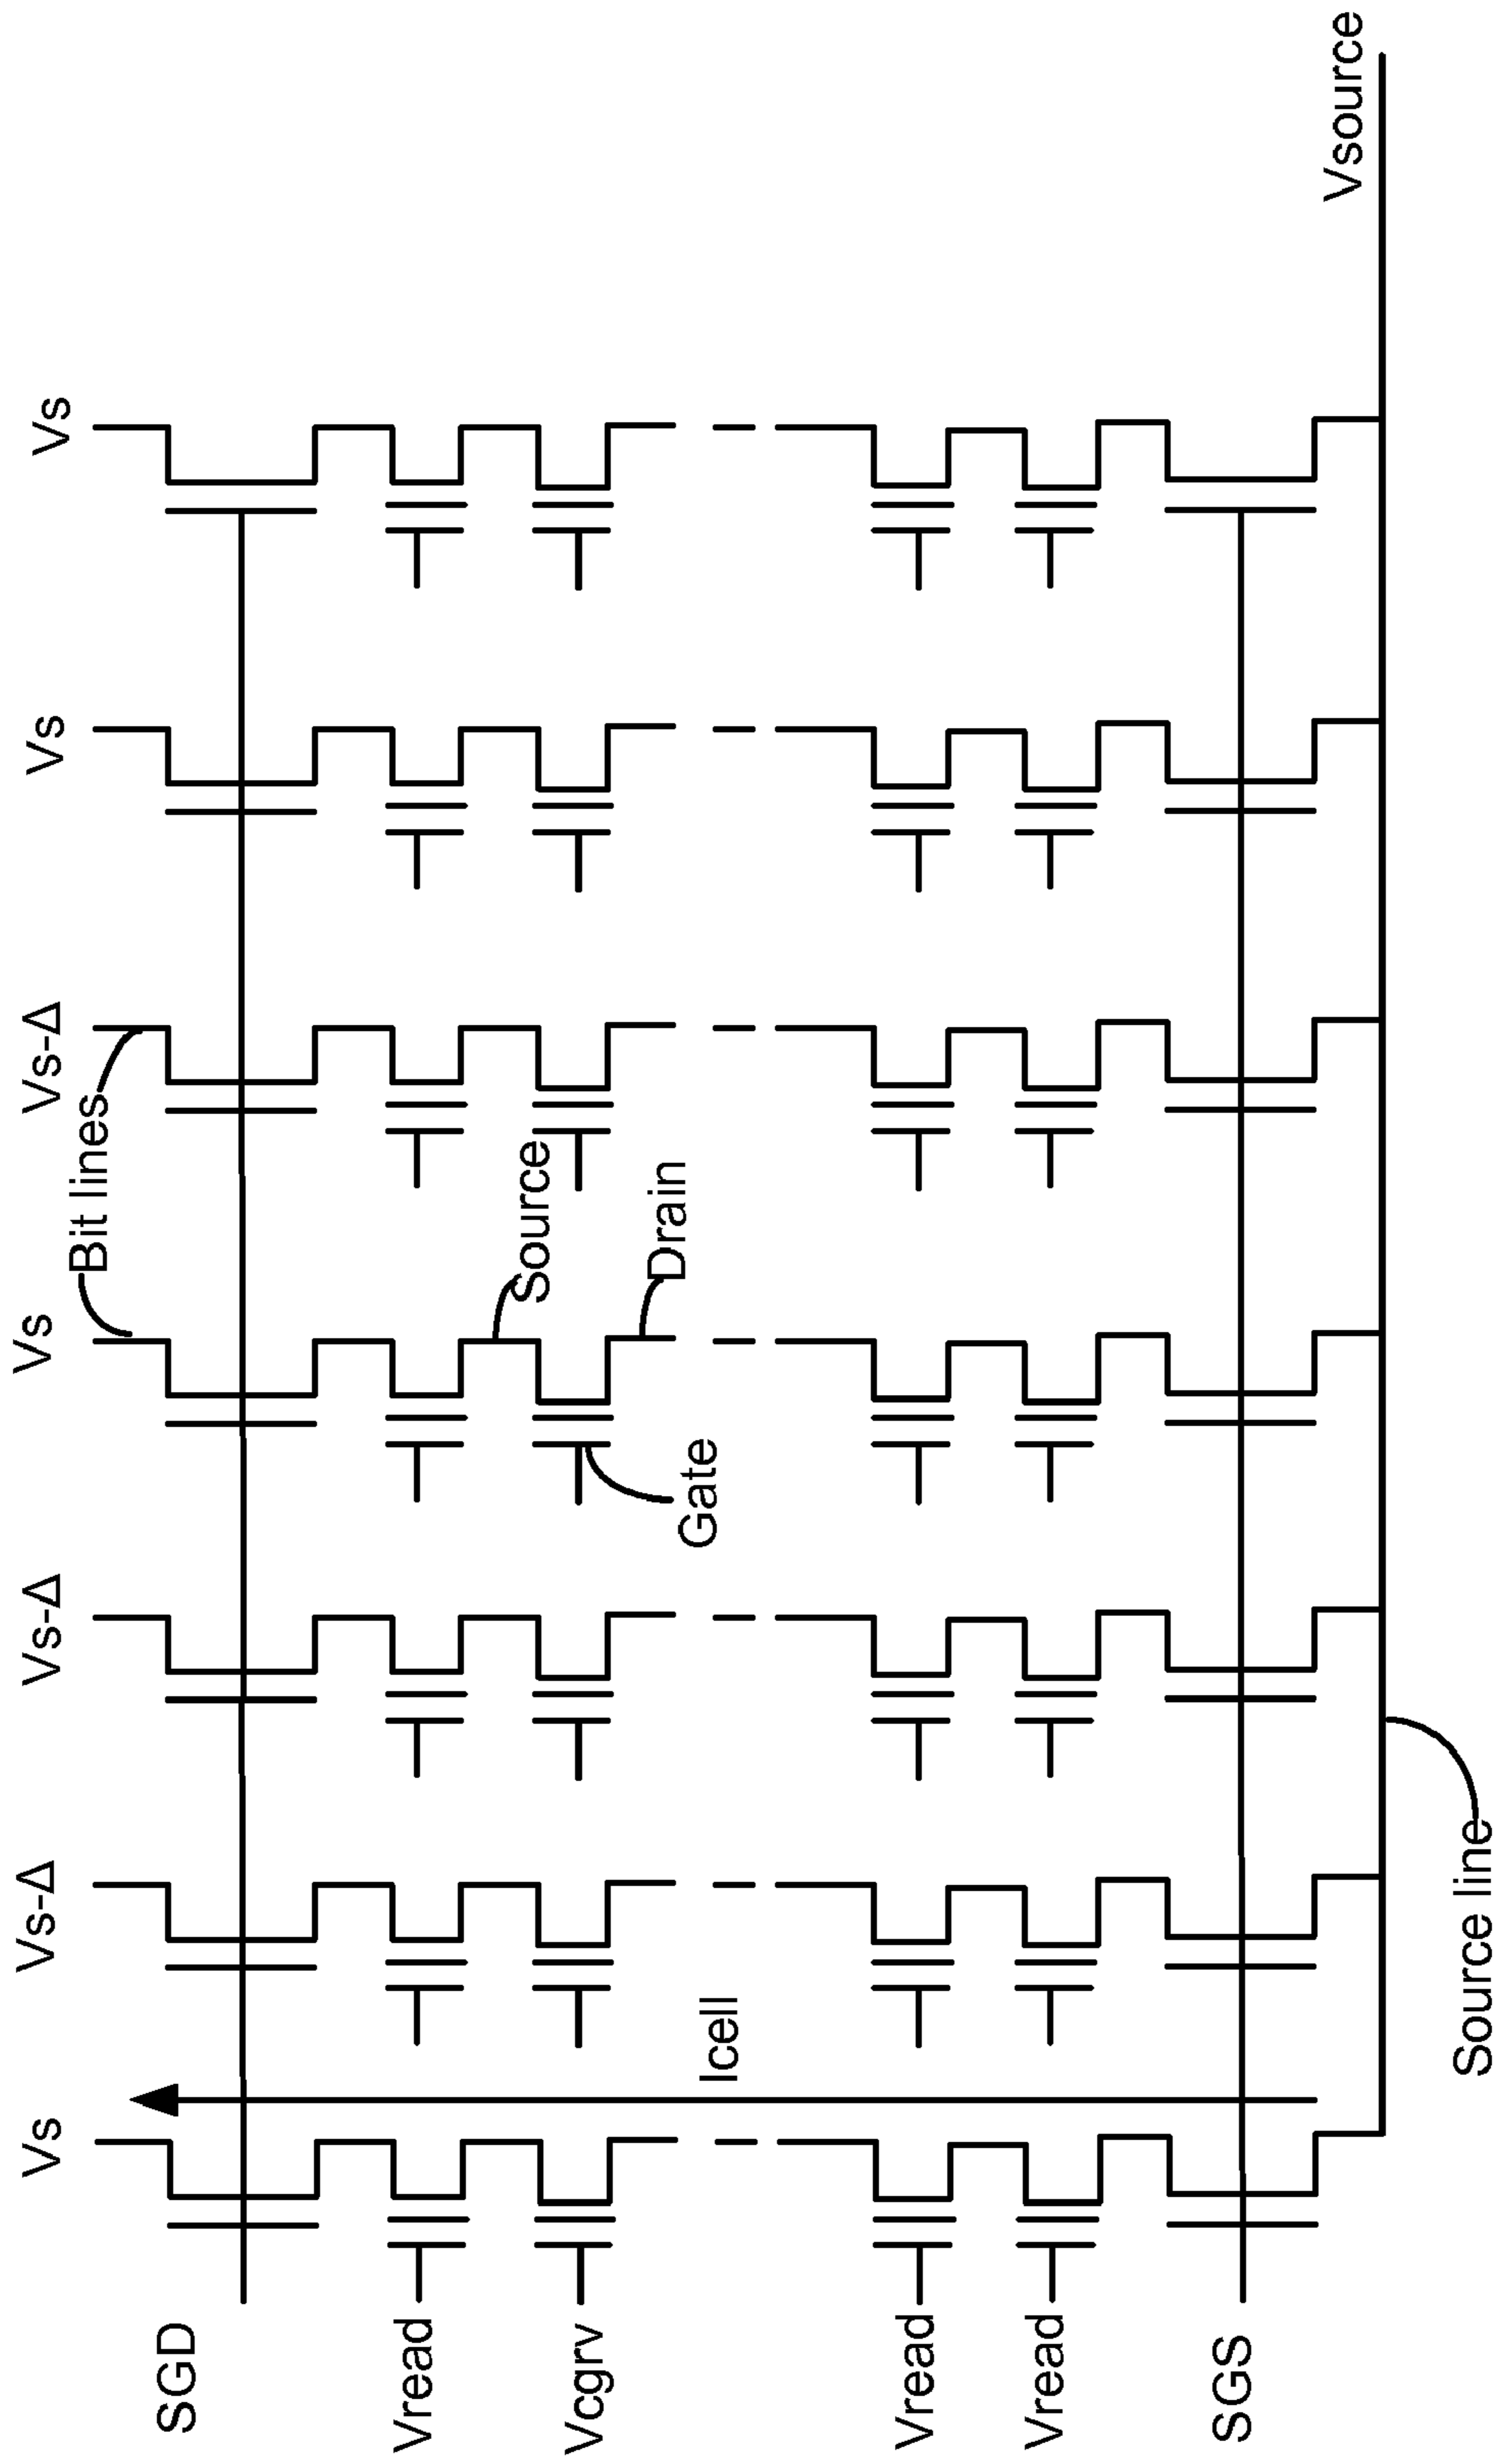 Vs
Vs-Δ
Vs-Δ
Vs
Vs-Δ
Vs
Vs
Bit lines
SGD
Vread
Vcgrv
Source
Drain
Gate
Icell
Vread
Vread
SGS
Vsource
Source line